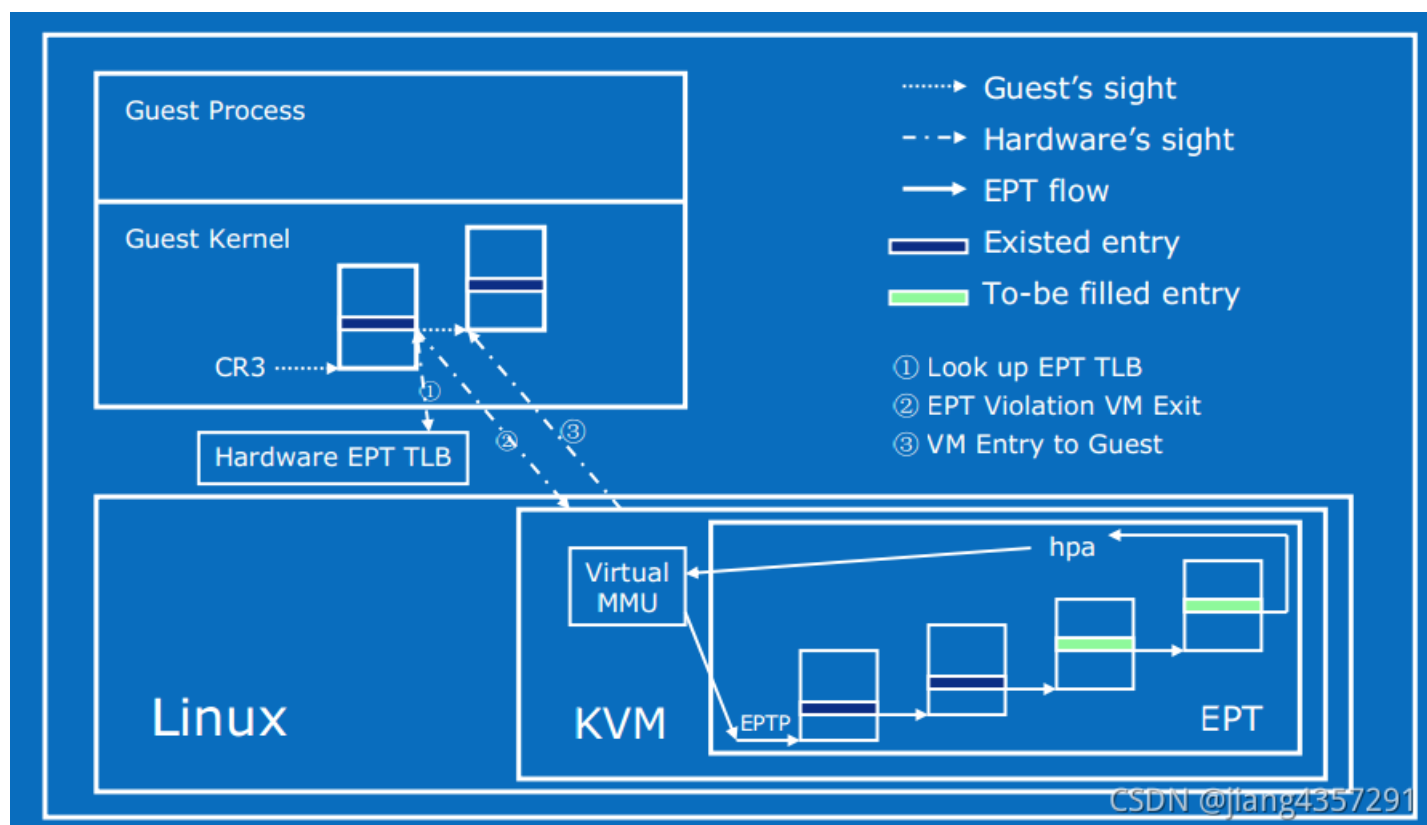 Guest Process
Guest Kernel
CR3
①
②
③
Hardware EPT TLB
Guest's sight
Hardware's sight
EPT flow
Existed entry
To-be filled entry
① Look up EPT TLB
② EPT Violation VM Exit
③ VM Entry to Guest
Linux
KVM
Virtual
MMU
hpa
EPTP
EPT
CSDN @jiang4357291